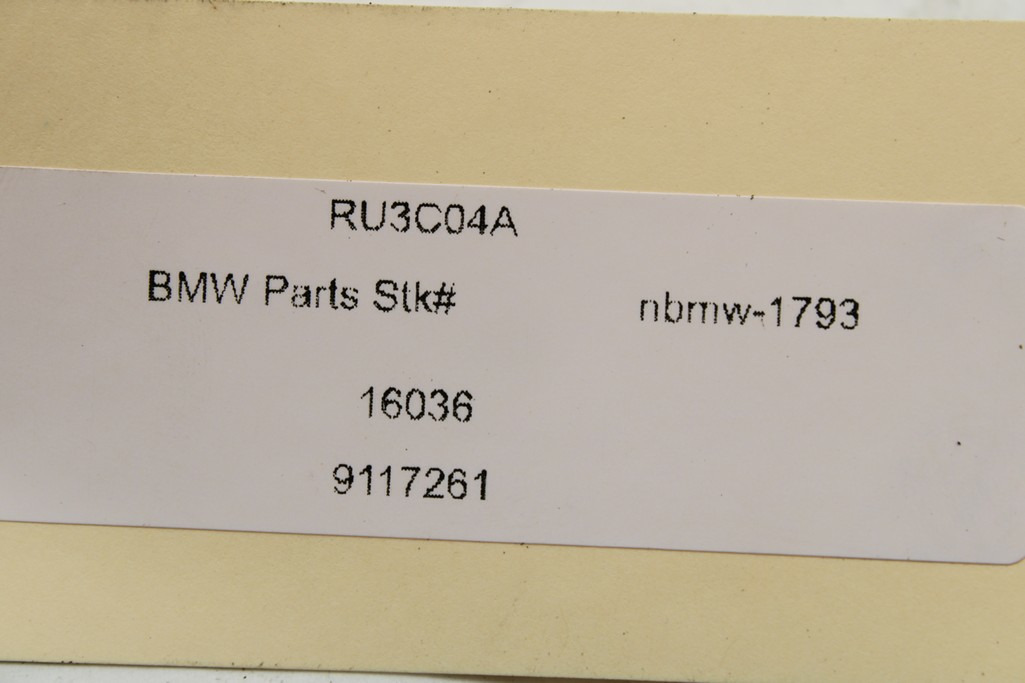 RU3C04A
BMW Parts Stk# nbmw-1793
16036
9117261